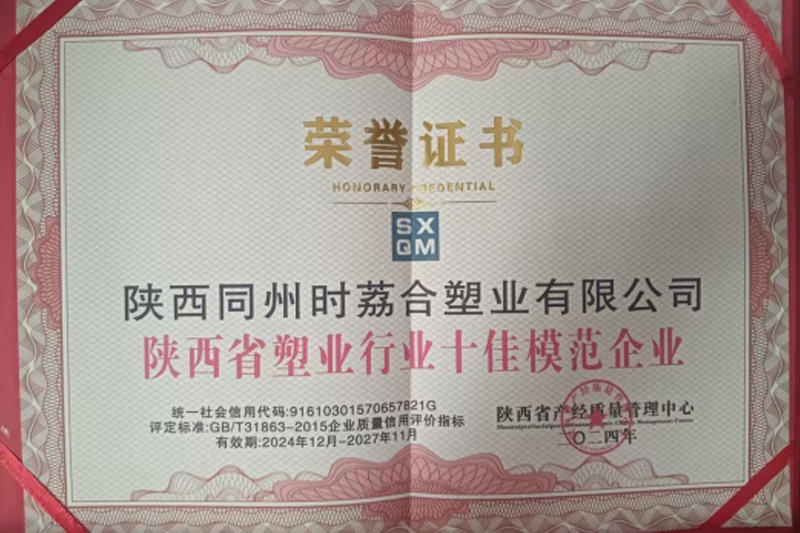 荣誉证书
HONORARY CREDENTIAL
SX
QM
陕西同州时荔合塑业有限公司
陕西省塑业行业十佳模范企业
统一社会信用代码:91610301570657821G
评定标准:GB/T31863-2015企业质量信用评价指标
有效期:2024年12月-2027年11月
陕西省产经质量管理中心
二〇二四年